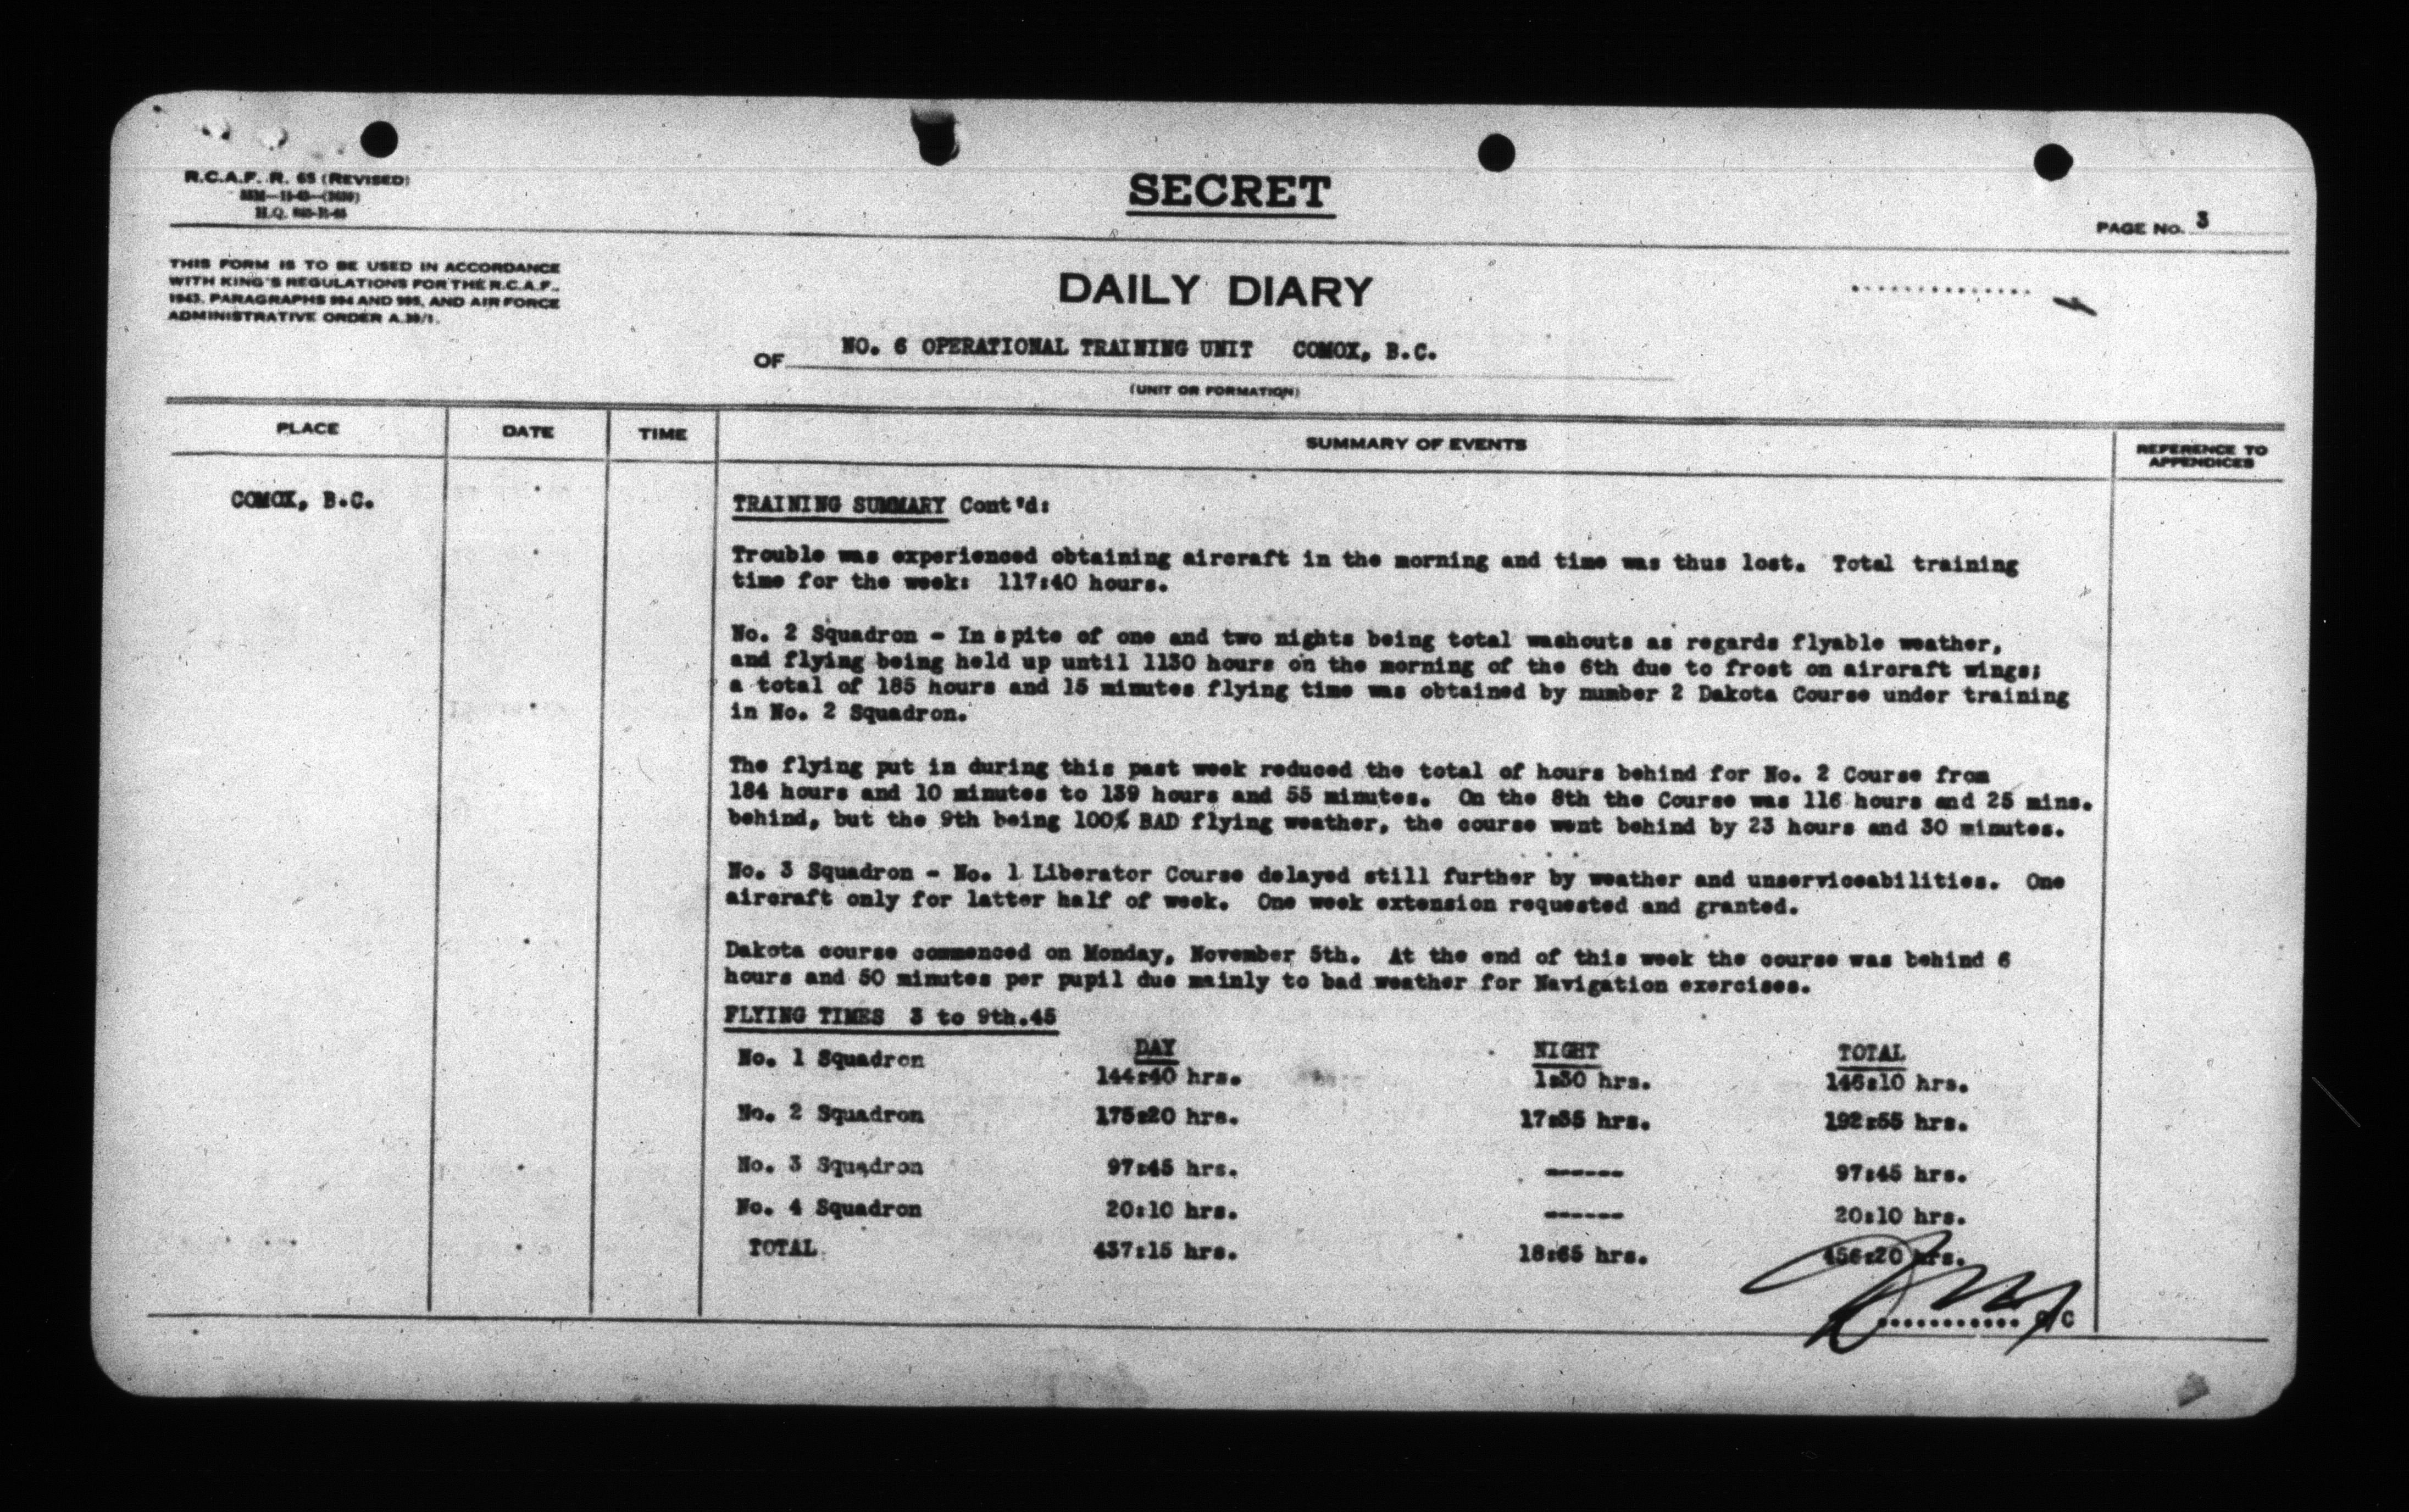 R.C.A.F. R. 65 (REVISED)
SECRET
PAGE NO. 3
THIS FORM IS TO BE USED IN ACCORDANCE
WITH KING'S REGULATIONS FOR THE R.C.A.F.,
1943, PARAGRAPHS 994 AND 995, AND AIR FORCE
ADMINISTRATIVE ORDER A.39/1.
DAILY DIARY
OF NO. 6 OPERATIONAL TRAINING UNIT COMOX, B.C.
(UNIT OR FORMATION)
PLACE DATE TIME SUMMARY OF EVENTS REFERENCE TO APPENDICES
COMOX, B.C.
TRAINING SUMMARY Cont'd:
Trouble was experienced obtaining aircraft in the morning and time was thus lost. Total training
time for the week: 117:40 hours.
No. 2 Squadron - In spite of one and two nights being total washouts as regards flyable weather,
and flying being held up until 1130 hours on the morning of the 6th due to frost on aircraft wings;
a total of 185 hours and 15 minutes flying time was obtained by number 2 Dakota Course under training
in No. 2 Squadron.
The flying put in during this past week reduced the total of hours behind for No. 2 Course from
184 hours and 10 minutes to 139 hours and 55 minutes. On the 8th the Course was 116 hours and 25 mins.
behind, but the 9th being 100% BAD flying weather, the course went behind by 23 hours and 30 minutes.
No. 3 Squadron - No. 1 Liberator Course delayed still further by weather and unserviceabilities. One
aircraft only for latter half of week. One week extension requested and granted.
Dakota course commenced on Monday, November 5th. At the end of this week the course was behind 6
hours and 50 minutes per pupil due mainly to bad weather for Navigation exercises.
FLYING TIMES 3 to 9th.45
DAY NIGHT TOTAL
No. 1 Squadron 144:40 hrs. 1:30 hrs. 146:10 hrs.
No. 2 Squadron 175:20 hrs. 17:35 hrs. 192:55 hrs.
No. 3 Squadron 97:45 hrs. ------ 97:45 hrs.
No. 4 Squadron 20:10 hrs. ------ 20:10 hrs.
TOTAL 437:15 hrs. 18:65 hrs. 456:20 hrs.
............ O/C